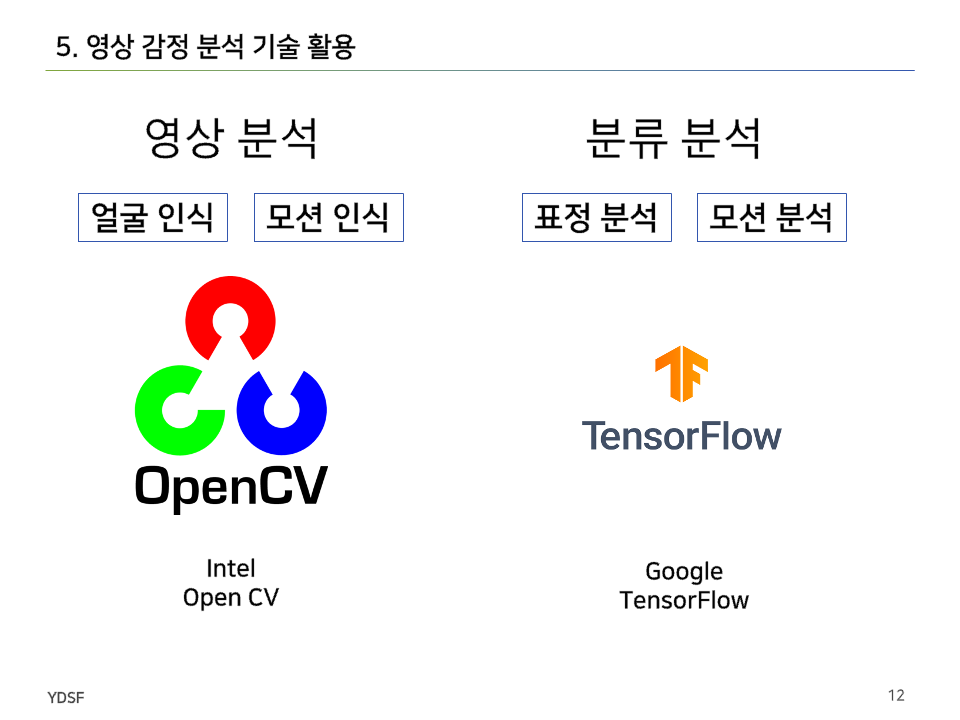 5. 영상 감정 분석 기술 활용
영상 분석
얼굴 인식
모션 인식
OpenCV
Intel
Open CV
분류 분석
표정 분석
모션 분석
TensorFlow
Google
TensorFlow
YDSF
12